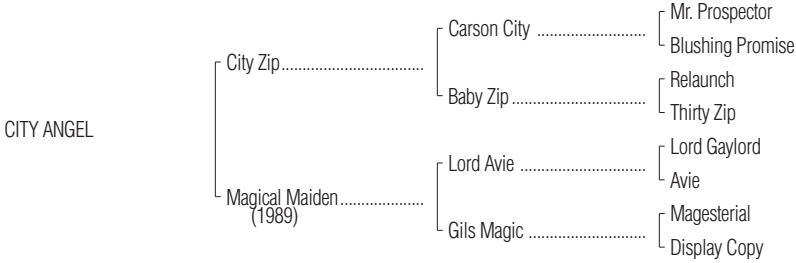 Mr. Prospector
Carson City ..........................
Blushing Promise
City Zip..................................
Relaunch
Baby Zip................................
Thirty Zip
CITY ANGEL
Lord Gaylord
Lord Avie ..............................
Avie
Magical Maiden....................
(1989)
Magesterial
Gils Magic ............................
Display Copy